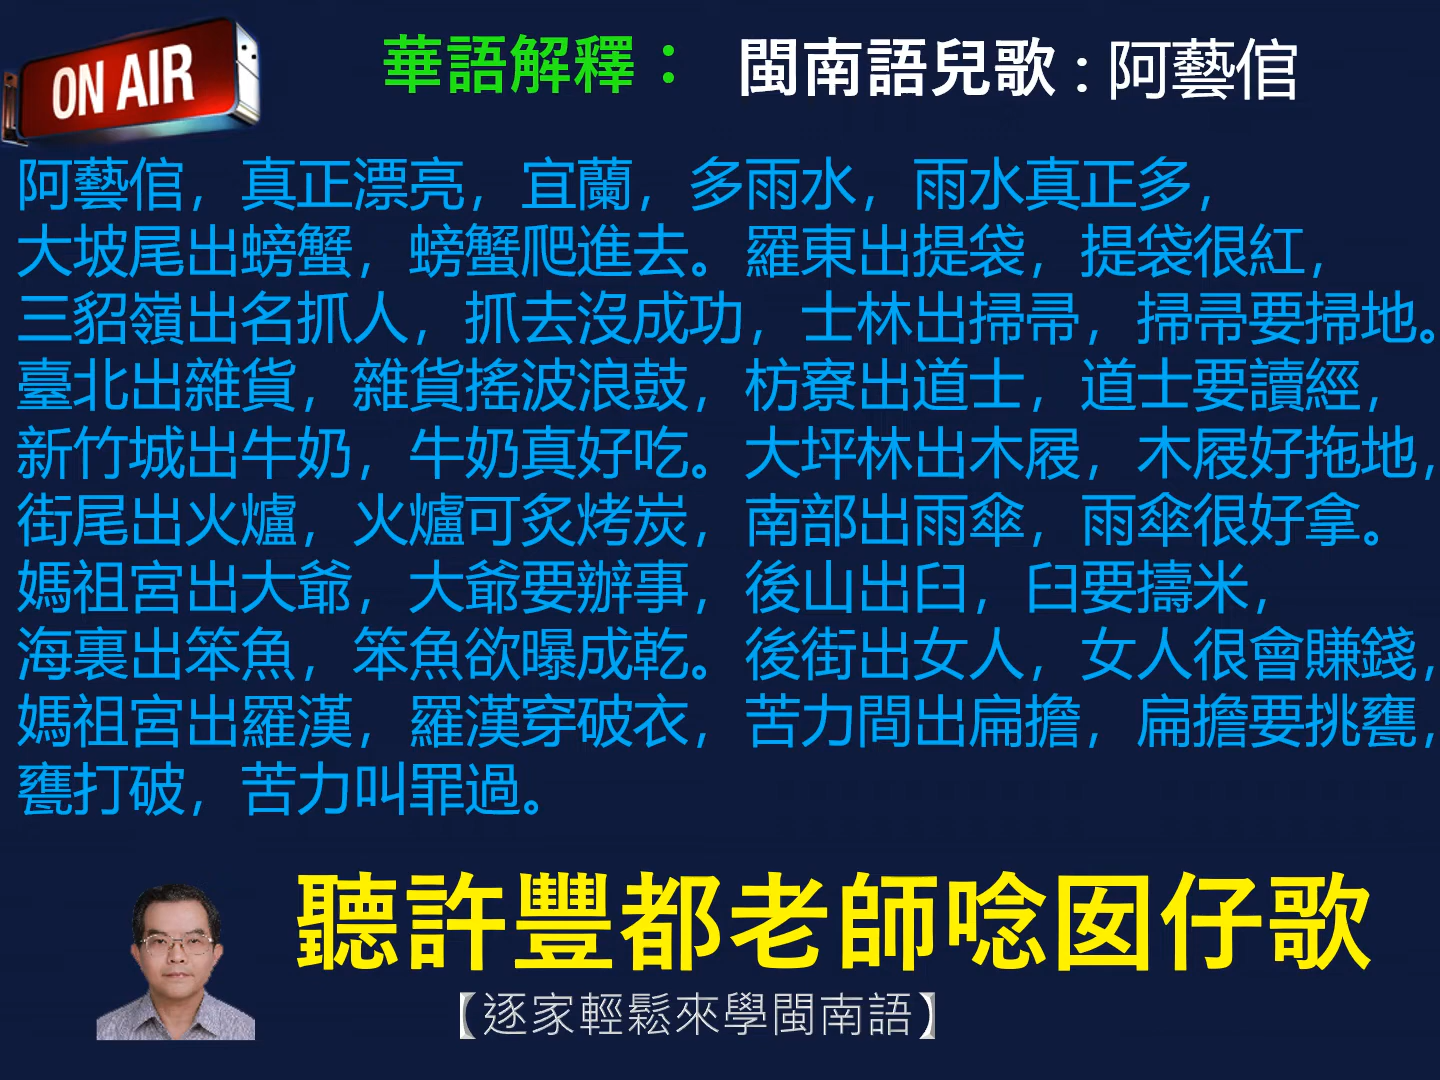 ON AIR
華語解釋： 閩南語兒歌 : 阿藝倌
阿藝倌，真正漂亮，宜蘭，多雨水，雨水真正多，
大坡尾出螃蟹，螃蟹爬進去。羅東出提袋，提袋很紅，
三貂嶺出名抓人，抓去沒成功，士林出掃帚，掃帚要掃地。
臺北出雜貨，雜貨搖波浪鼓，枋寮出道士，道士要讀經，
新竹城出牛奶，牛奶真好吃。大坪林出木屐，木屐好拖地，
街尾出火爐，火爐可炙烤炭，南部出雨傘，雨傘很好拿。
媽祖宮出大爺，大爺要辦事，後山出臼，臼要擣米，
海裏出笨魚，笨魚欲曝成乾。後街出女人，女人很會賺錢，
媽祖宮出羅漢，羅漢穿破衣，苦力間出扁擔，扁擔要挑甕，
甕打破，苦力叫罪過。
聽許豐都老師唸囡仔歌
【逐家輕鬆來學閩南語】